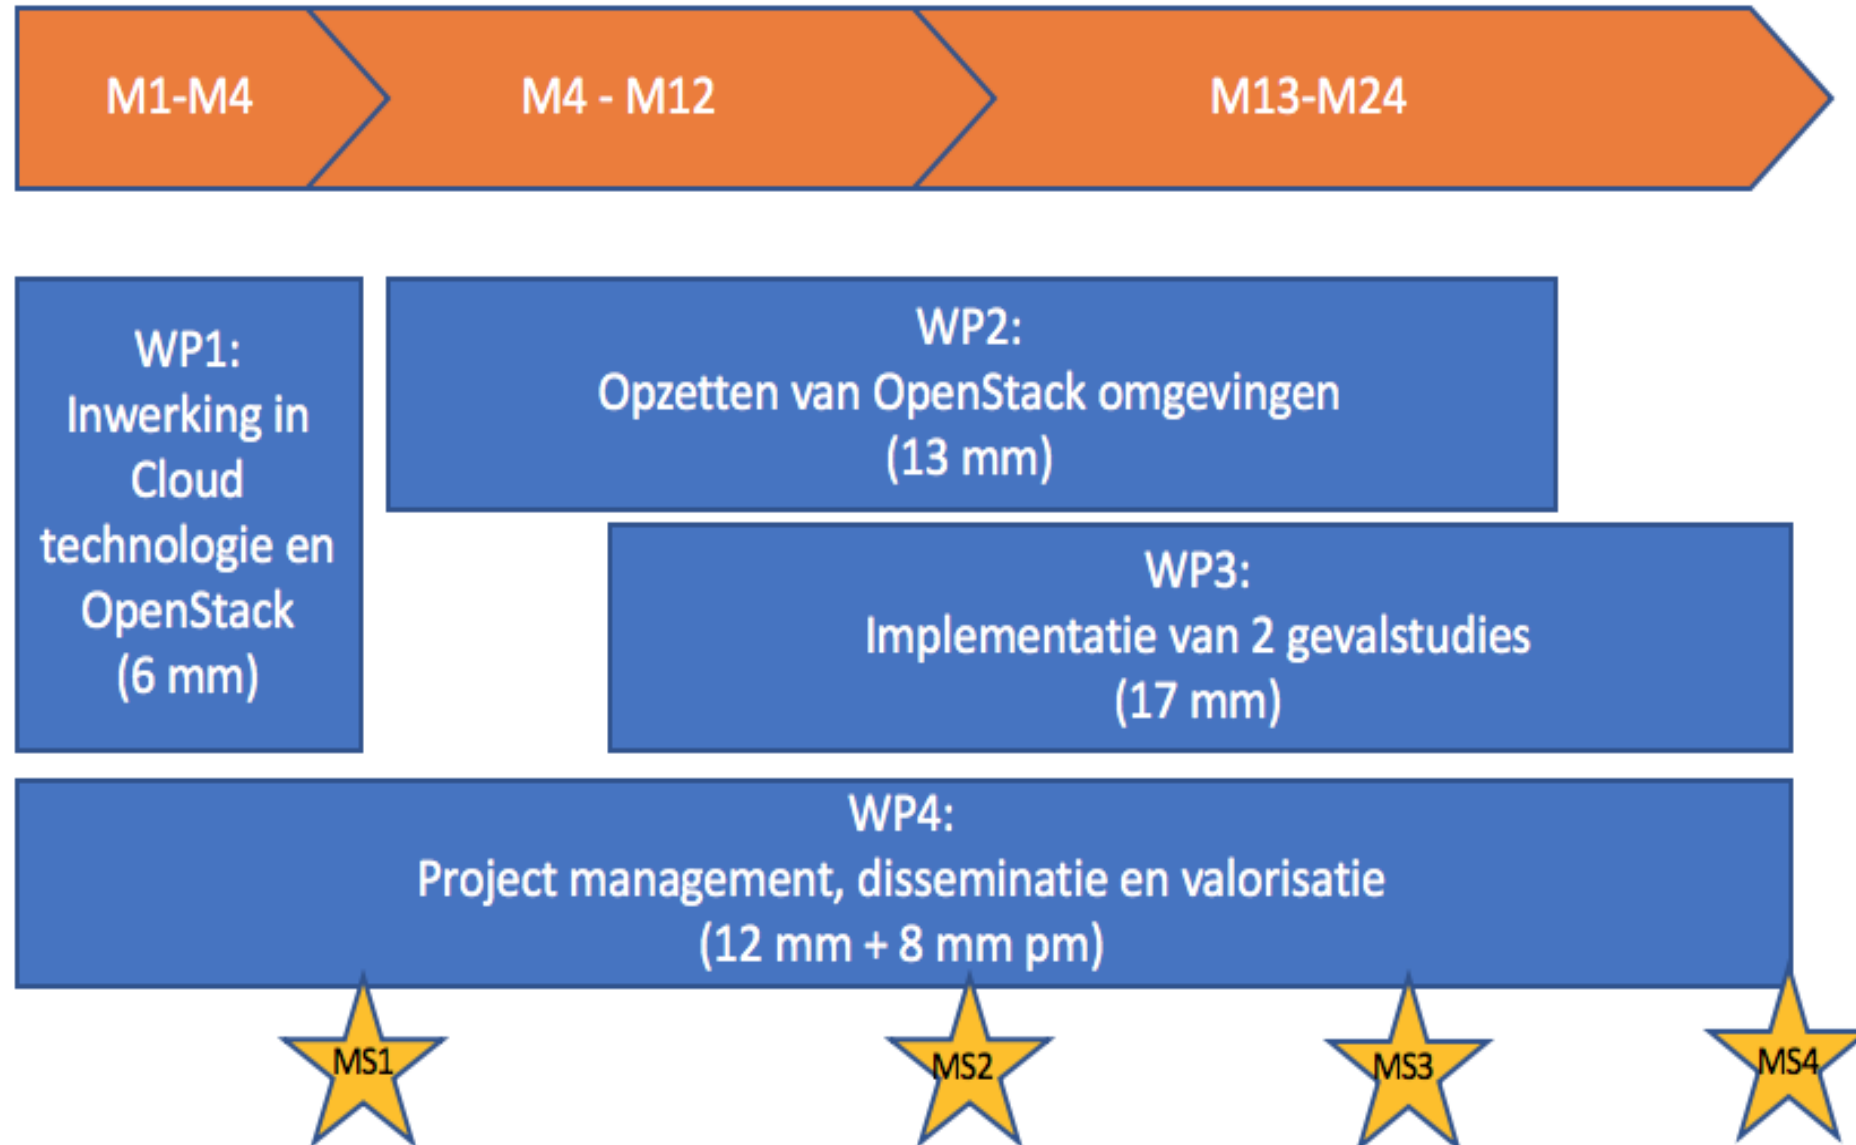 M1-M4
M4 - M12
M13-M24
WP1:
Inwerking in
Cloud
technologie en
OpenStack
(6 mm)
WP2:
Opzetten van OpenStack omgevingen
(13 mm)
WP3:
Implementatie van 2 gevalstudies
(17 mm)
WP4:
Project management, disseminatie en valorisatie
(12 mm + 8 mm pm)
MS1
MS2
MS3
MS4